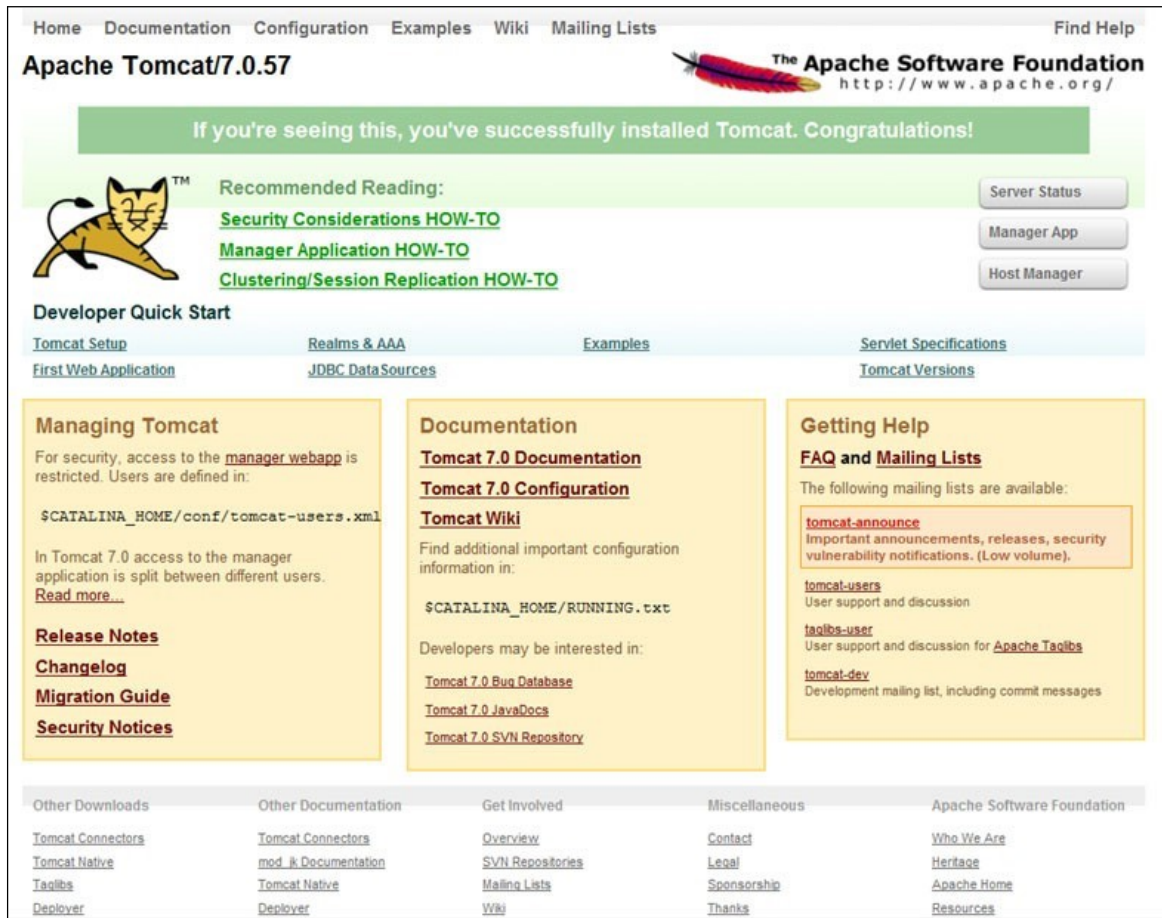 Home Documentation Configuration Examples Wiki Mailing Lists Find Help
Apache Tomcat/7.0.57
The Apache Software Foundation
http://www.apache.org/
If you're seeing this, you've successfully installed Tomcat. Congratulations!
TM
Recommended Reading:
Security Considerations HOW-TO
Manager Application HOW-TO
Clustering/Session Replication HOW-TO
Server Status
Manager App
Host Manager
Developer Quick Start
Tomcat Setup Realms & AAA Examples Servlet Specifications
First Web Application JDBC DataSources Tomcat Versions
Managing Tomcat
For security, access to the manager webapp is
restricted. Users are defined in:
$CATALINA_HOME/conf/tomcat-users.xml
In Tomcat 7.0 access to the manager
application is split between different users.
Read more...
Release Notes
Changelog
Migration Guide
Security Notices
Documentation
Tomcat 7.0 Documentation
Tomcat 7.0 Configuration
Tomcat Wiki
Find additional important configuration
information in:
$CATALINA_HOME/RUNNING.txt
Developers may be interested in:
Tomcat 7.0 Bug Database
Tomcat 7.0 JavaDocs
Tomcat 7.0 SVN Repository
Getting Help
FAQ and Mailing Lists
The following mailing lists are available:
tomcat-announce
Important announcements, releases, security
vulnerability notifications. (Low volume).
tomcat-users
User support and discussion
taglibs-user
User support and discussion for Apache Taglibs
tomcat-dev
Development mailing list, including commit messages
Other Downloads Other Documentation Get Involved Miscellaneous Apache Software Foundation
Tomcat Connectors Tomcat Connectors Overview Contact Who We Are
Tomcat Native mod_jk Documentation SVN Repositories Legal Heritage
Taglibs Tomcat Native Mailing Lists Sponsorship Apache Home
Deployer Deployer Wiki Thanks Resources